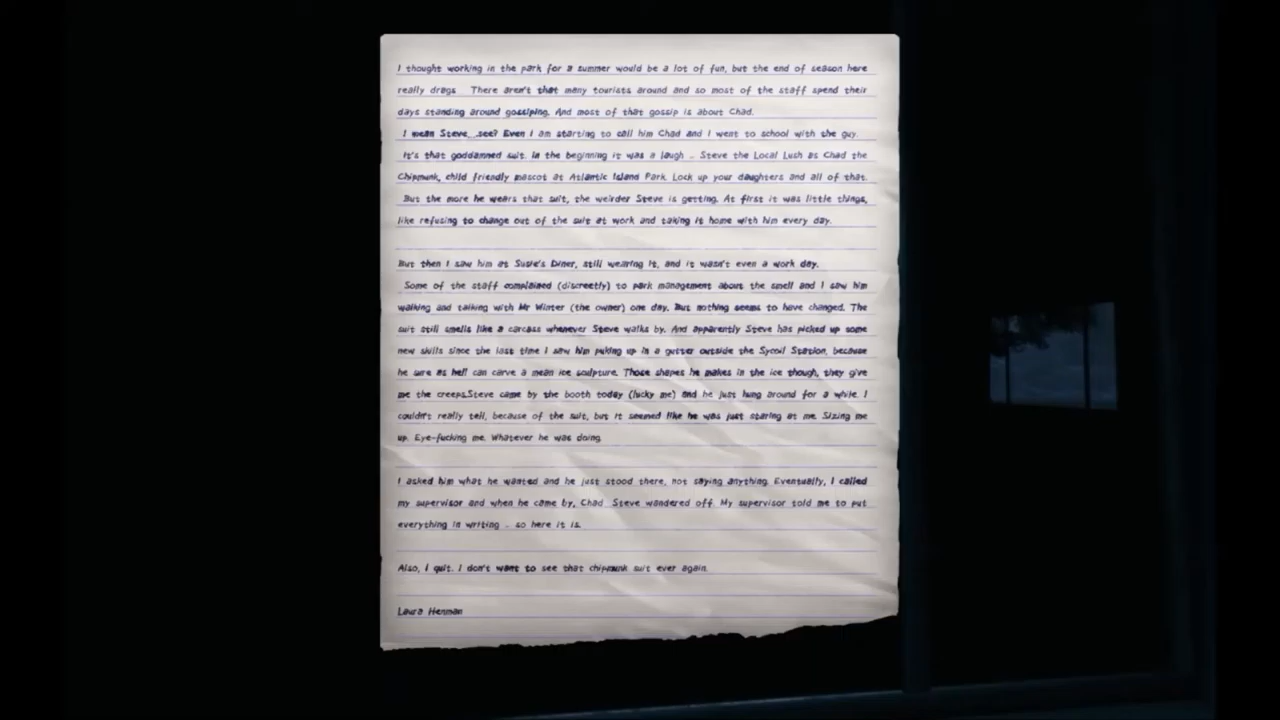 I thought working in the park for a summer would be a lot of fun, but the end of season here
really drags There aren't that many tourists around and so most of the staff spend their
days standing around gossiping. And most of that gossip is about Chad.
I mean Steve...see? Even I am starting to call him Chad and I went to school with the guy.
It's that goddamned suit. In the beginning it was a laugh - Steve the Local Lush as Chad the
Chipmunk, child friendly mascot at Atlantic Island Park. Lock up your daughters and all of that.
But the more he wears that suit, the weirder Steve is getting. At first it was little things,
like refusing to change out of the suit at work and taking it home with him every day.
But then I saw him at Susie's Diner, still wearing it, and it wasn't even a work day.
Some of the staff complained (discreetly) to park management about the smell and I saw him
walking and talking with Mr Winter (the owner) one day. But nothing seems to have changed. The
suit still smells like a carcass whenever Steve walks by. And apparently Steve has picked up some
new skills since the last time I saw him puking up in a gutter outside the Sycoil Station, because
he sure as hell can carve a mean ice sculpture. Those shapes he makes in the ice though, they give
me the creeps.Steve came by the booth today (lucky me) and he just hung around for a while. I
couldn't really tell, because of the suit, but it seemed like he was just staring at me. Sizing me
up. Eye-fucking me. Whatever he was doing.
I asked him what he wanted and he just stood there, not saying anything. Eventually, I called
my supervisor and when he came by, Chad Steve wandered off. My supervisor told me to put
everything in writing - so here it is.
Also, I quit. I don't want to see that chipmunk suit ever again.
Laura Henman